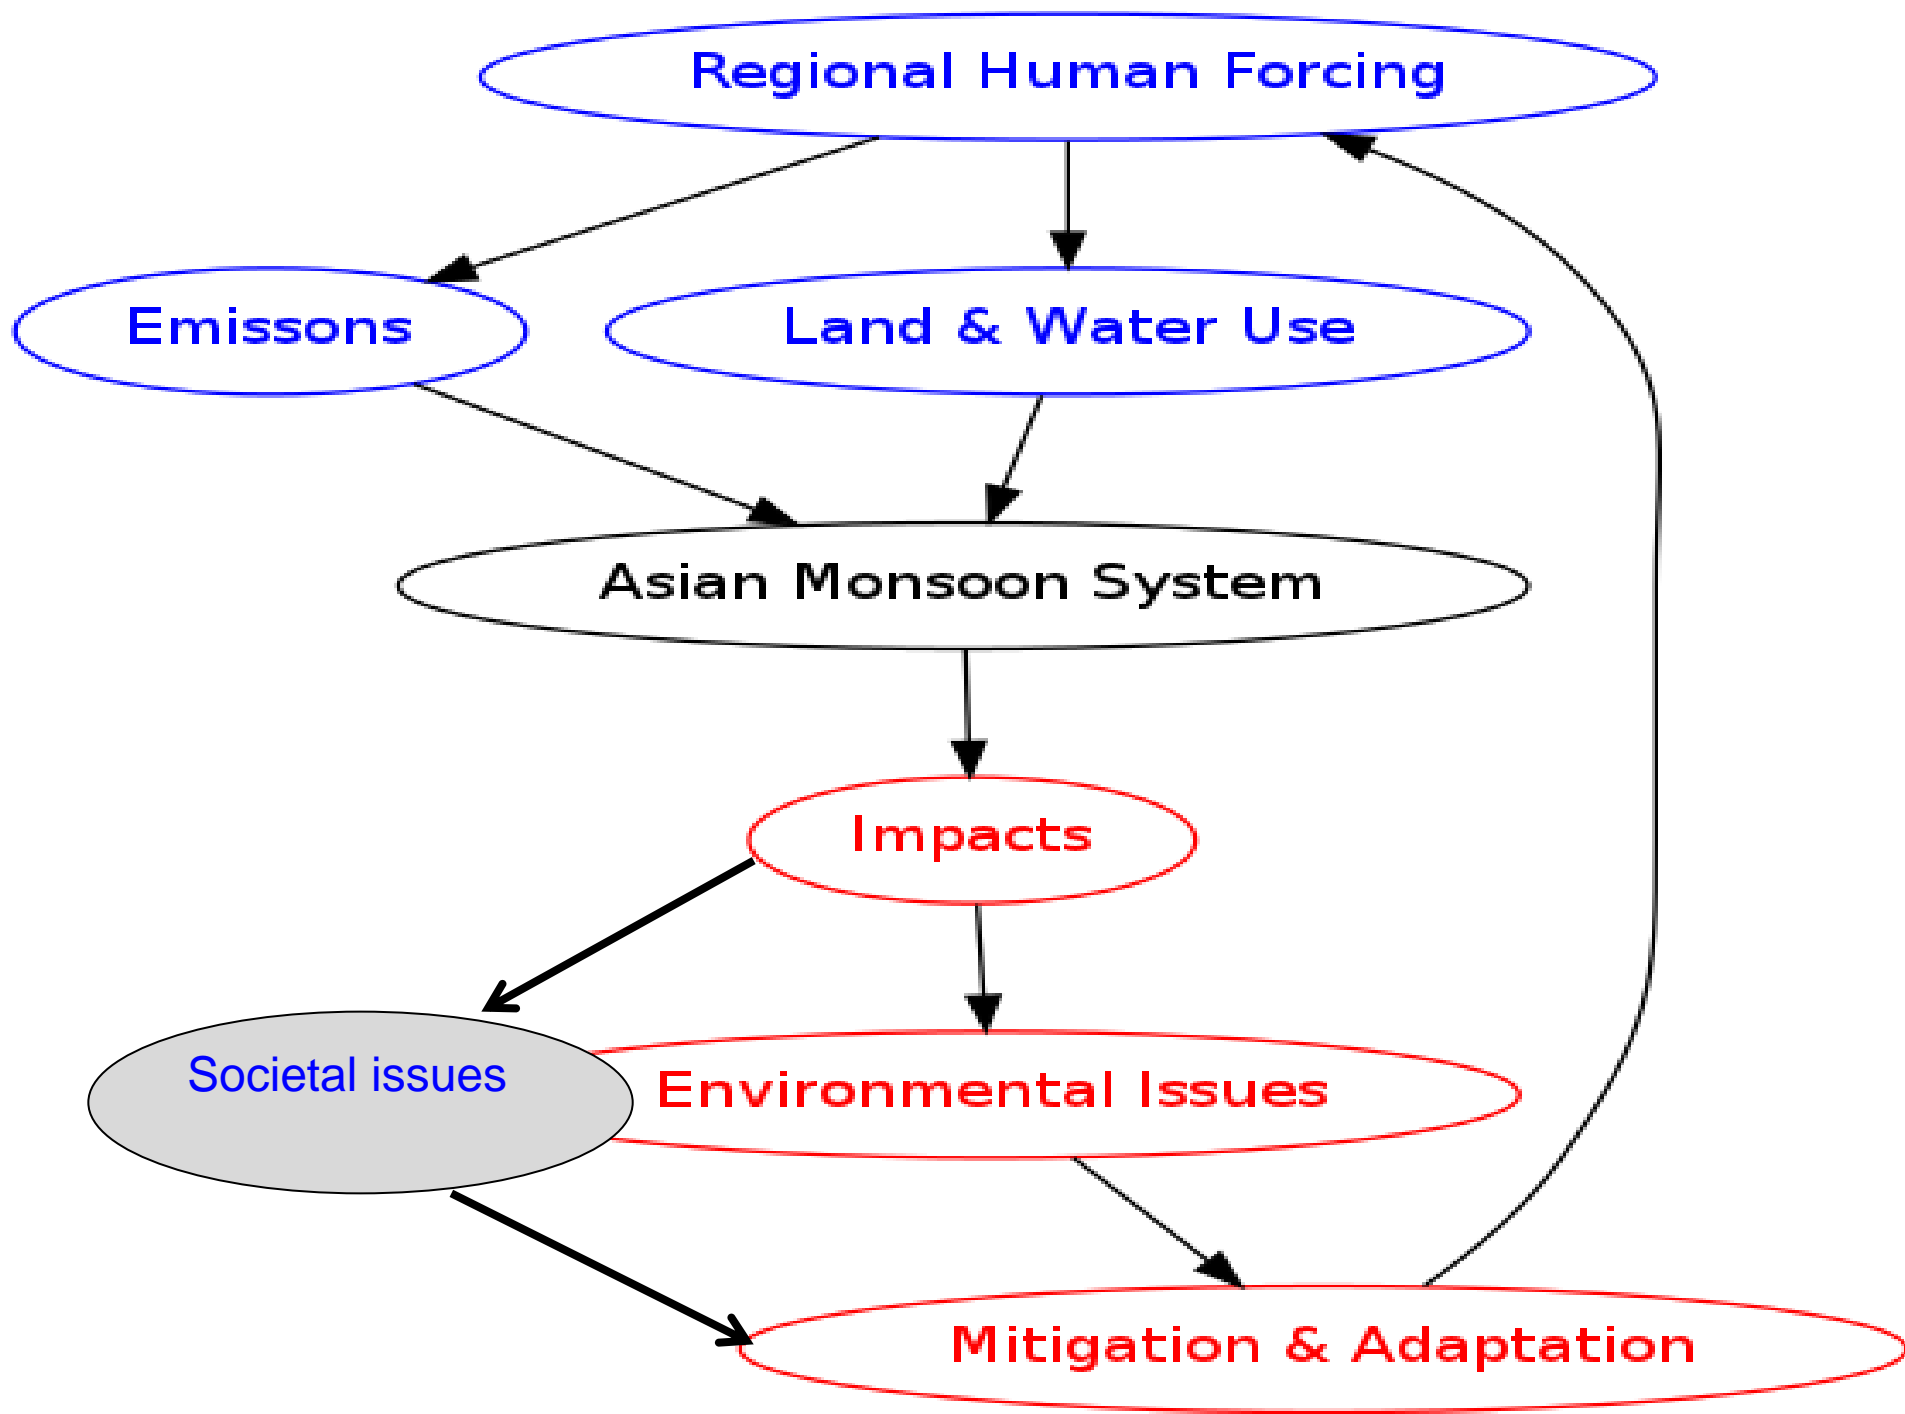 Regional Human Forcing
Emissons
Land & Water Use
Asian Monsoon System
Impacts
Societal issues
Environmental Issues
Mitigation & Adaptation